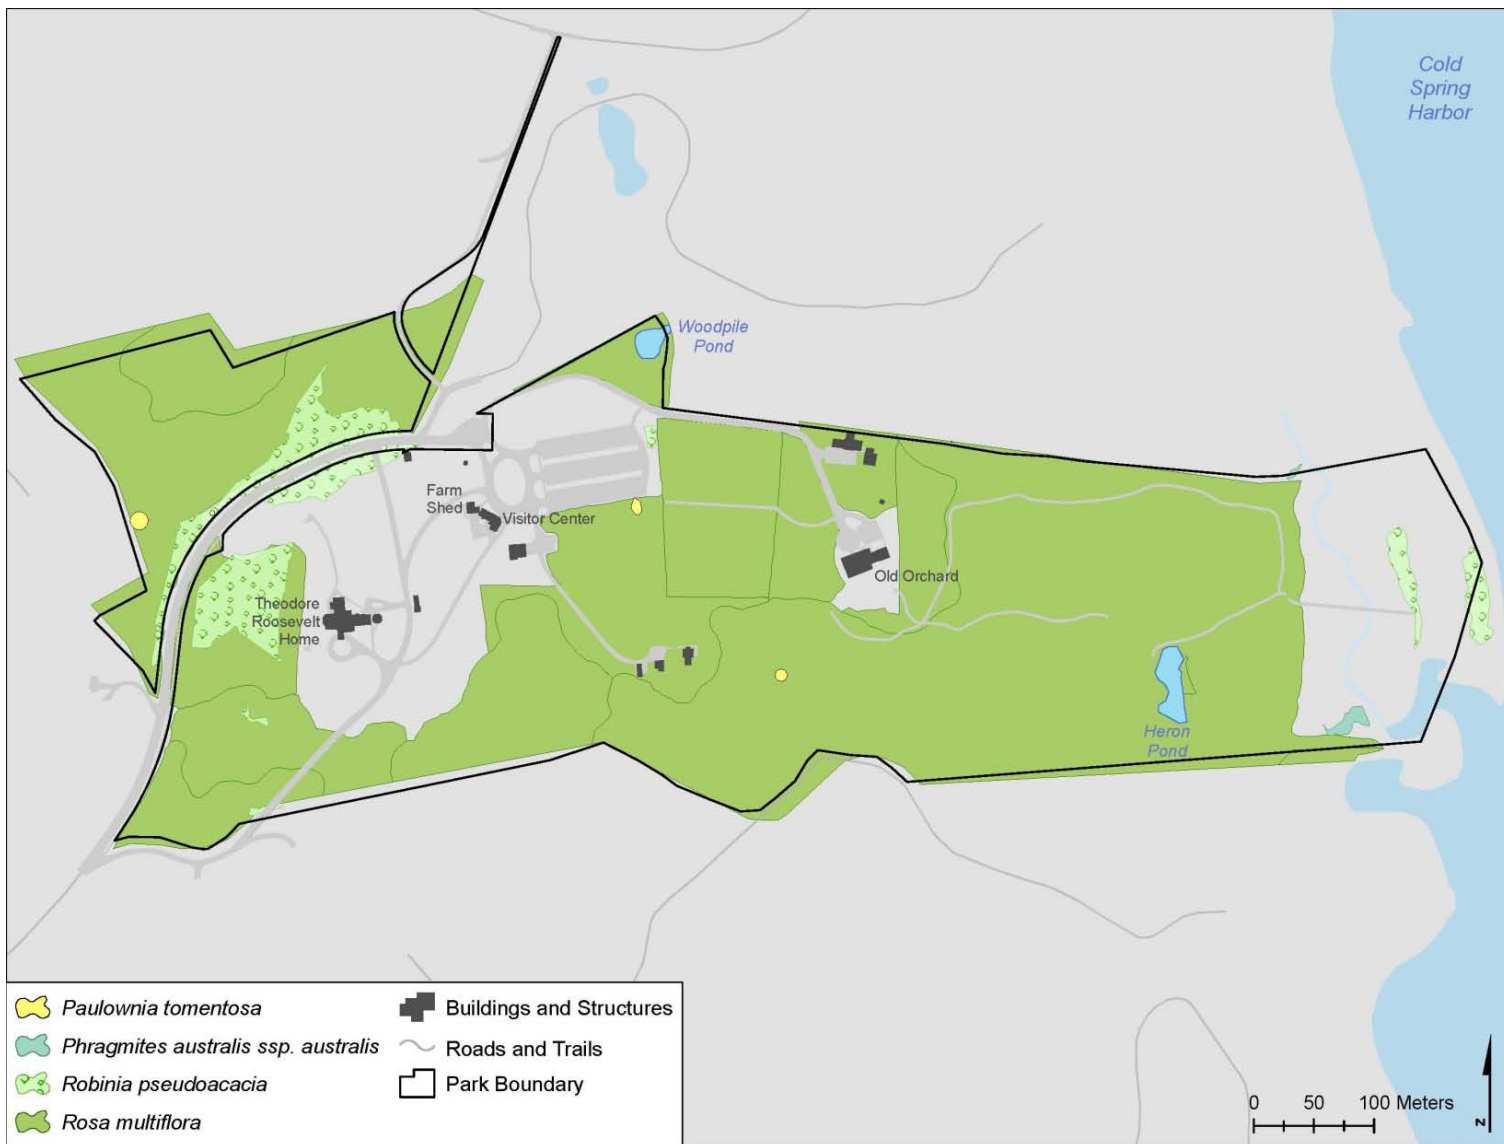 Cold
Spring
Harbor
Woodpile
Pond
Farm
Shed
Visitor Center
Old Orchard
Theodore
Roosevelt
Home
Heron
Pond
Paulownia tomentosa
Phragmites australis ssp. australis
Robinia pseudoacacia
Rosa multiflora
Buildings and Structures
Roads and Trails
Park Boundary
0 50 100 Meters
N